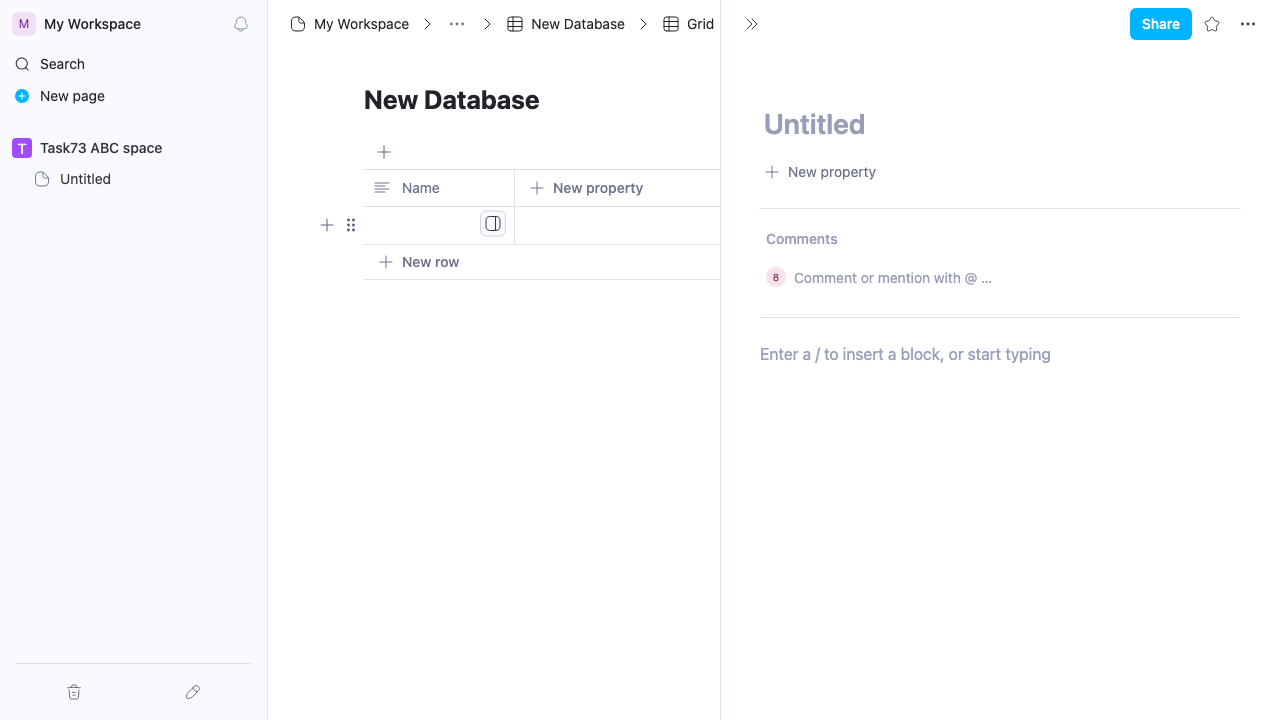 M My Workspace
Search
New page
T Task73 ABC space
Untitled
My Workspace
New Database
Grid
New Database
Name
New property
New row
Share
Untitled
New property
Comments
8 Comment or mention with @ ...
Enter a / to insert a block, or start typing